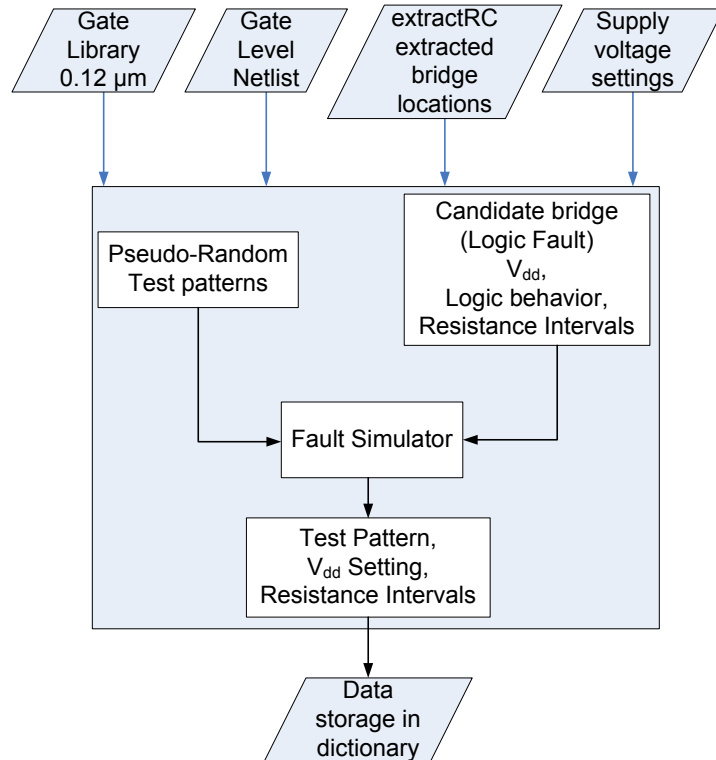 Gate
Library
0.12 µm
Gate
Level
Netlist
extractRC
extracted
bridge
locations
Supply
voltage
settings
Pseudo-Random
Test patterns
Candidate bridge
(Logic Fault)
Vdd,
Logic behavior,
Resistance Intervals
Fault Simulator
Test Pattern,
Vdd Setting,
Resistance Intervals
Data
storage in
dictionary